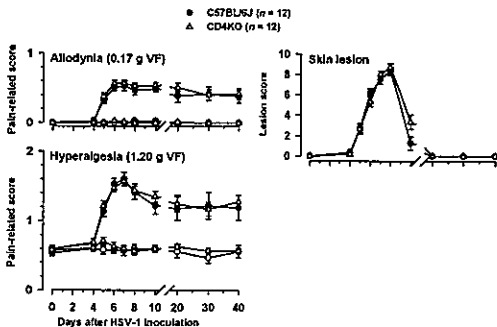 C57BL/6J (n = 12)
CD4KO (n = 12)
Allodynia (0.17 g VF)
Pain-related score
1
0
Hyperalgesia (1.20 g VF)
Pain-related score
2
1
0
0 2 4 6 8 10 20 30 40
Days after HSV-1 inoculation
Skin lesion
Lesion score
10
8
6
4
2
0